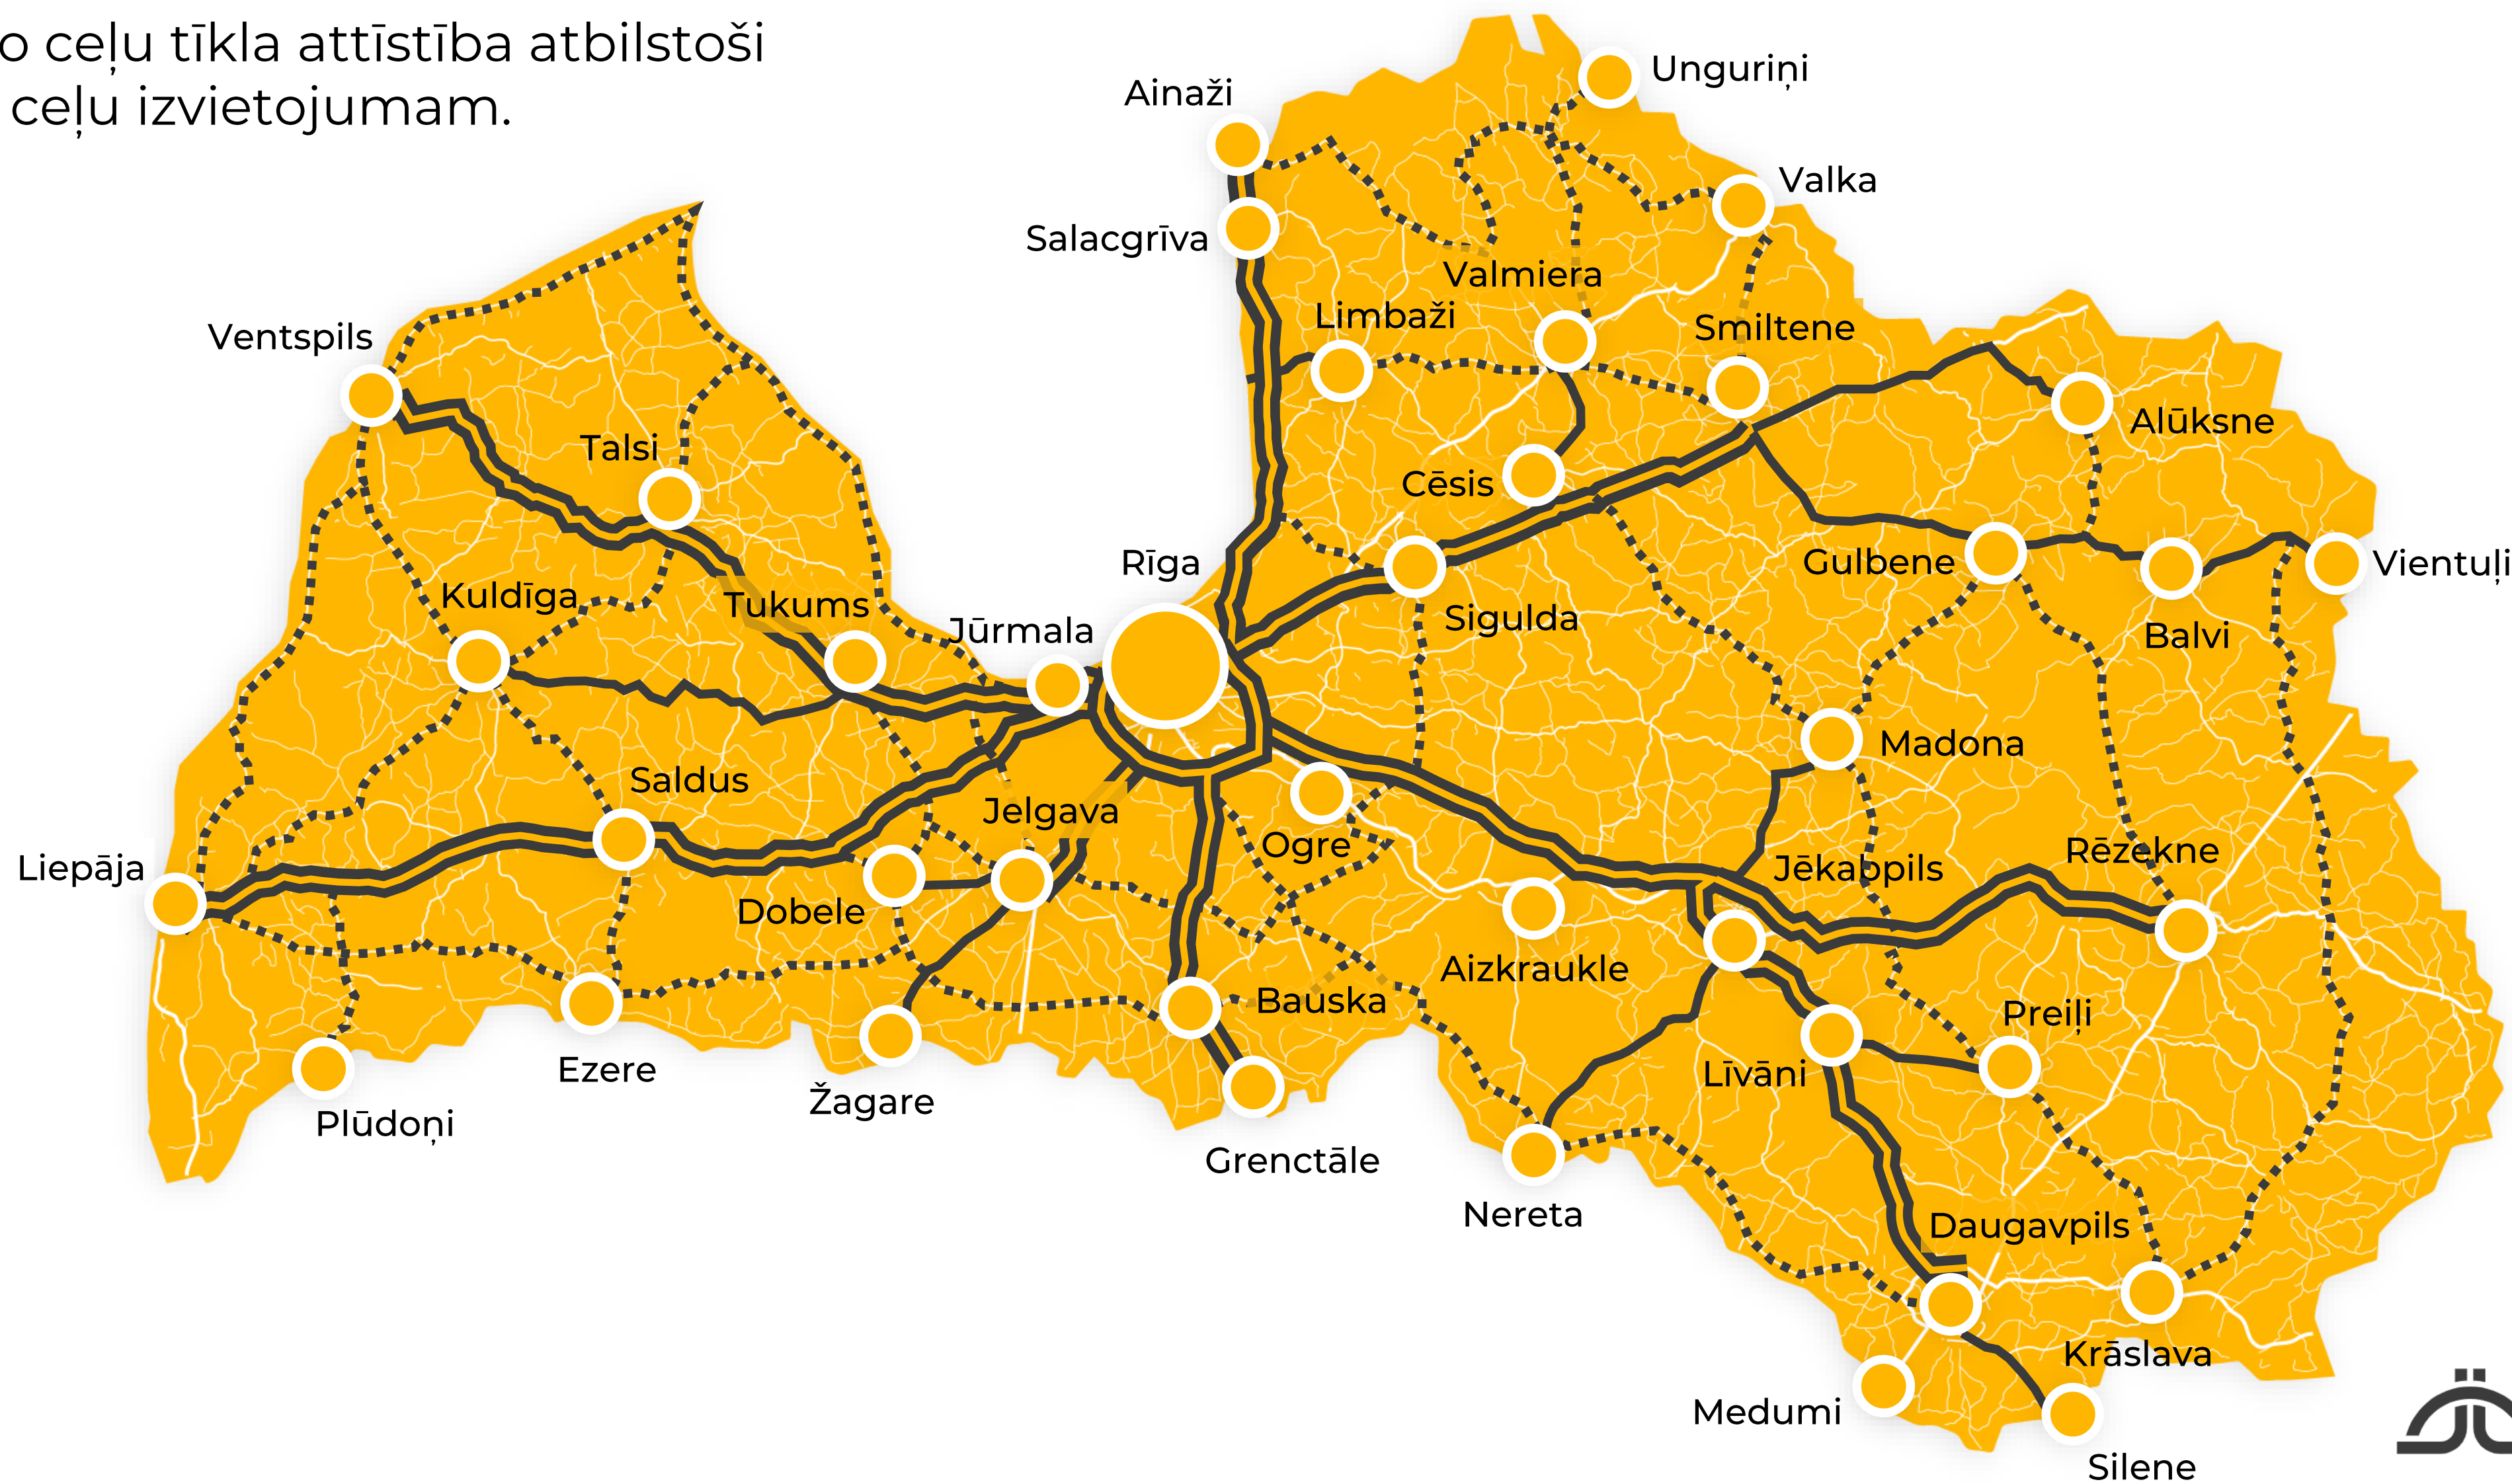 o ceļu tīkla attīstība atbilstoši
ceļu izvietojumam.
Unguriņi
Ainaži
Valka
Salacgrīva
Valmiera
Limbaži
Smiltene
Ventspils
Alūksne
Talsi
Cēsis
Rīga
Gulbene
Vientuļi
Kuldīga
Tukums
Sigulda
Jūrmala
Balvi
Madona
Saldus
Jelgava
Ogre
Rēzekne
Liepāja
Jēkabpils
Dobele
Aizkraukle
Bauska
Preiļi
Ezere
Līvāni
Žagare
Plūdoņi
Grenctāle
Nereta
Daugavpils
Krāslava
Medumi
Silene